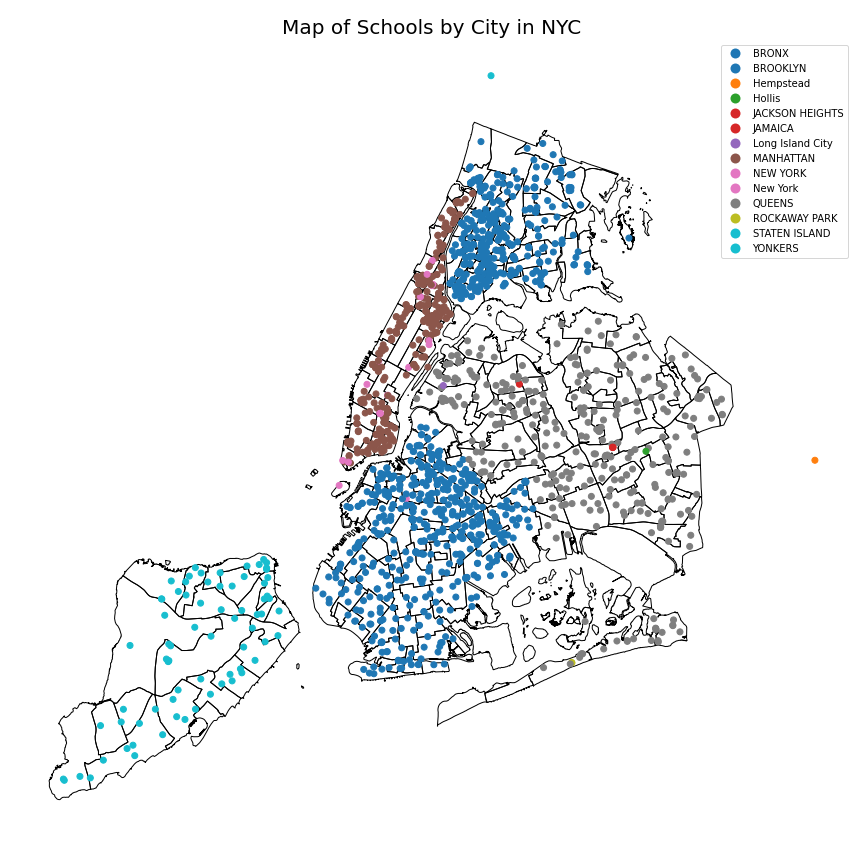 Map of Schools by City in NYC
BRONX
BROOKLYN
Hempstead
Hollis
JACKSON HEIGHTS
JAMAICA
Long Island City
MANHATTAN
NEW YORK
New York
QUEENS
ROCKAWAY PARK
STATEN ISLAND
YONKERS